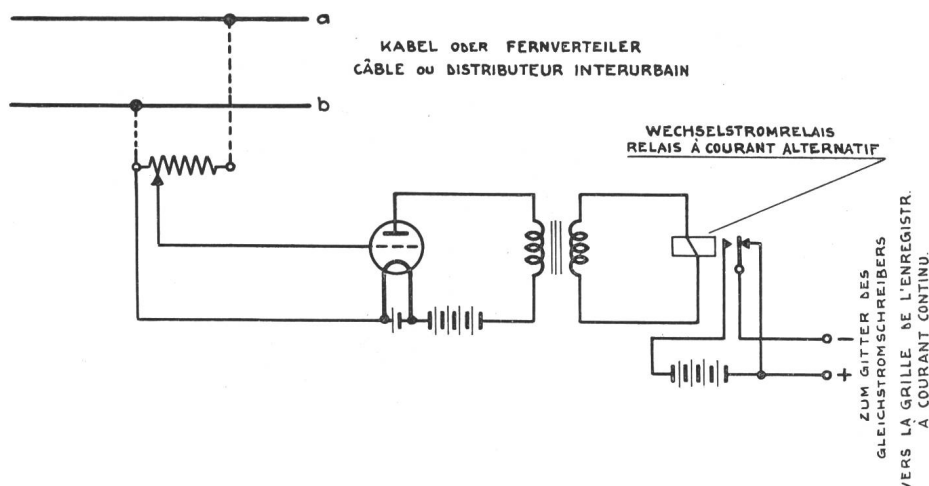 a
KABEL ODER FERNVERTEILER
CÂBLE OU DISTRIBUTEUR INTERURBAIN
b
WECHSELSTROMRELAIS
RELAIS À COURANT ALTERNATIF
−
+
ZUM GITTER DES
GLEICHSTROMSCHREIBERS
VERS LA GRILLE DE L'ENREGISTR.
À COURANT CONTINU.